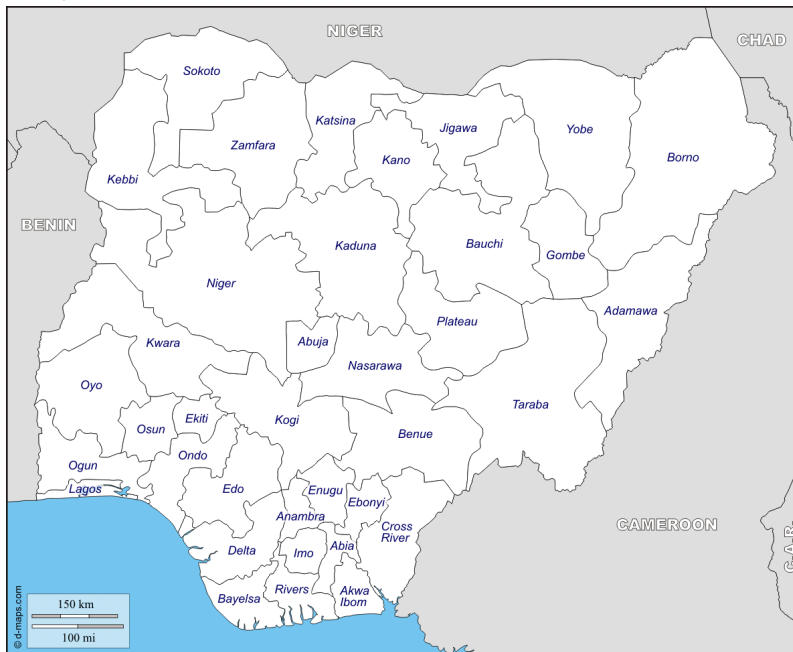 NIGER
CHAD
Sokoto
Katsina
Jigawa
Yobe
Zamfara
Kano
Borno
Kebbi
BENIN
Kaduna
Bauchi
Gombe
Niger
Adamawa
Plateau
Kwara
Abuja
Nasarawa
Oyo
Taraba
Osun
Ekiti
Kogi
Benue
Ondo
Ogun
Lagos
Edo
Enugu
Ebonyi
Anambra
Cross
River
CAMEROON
C.A.R.
Delta
Imo
Abia
Bayelsa
Rivers
Akwa
Ibom
150 km
100 mi
© d-maps.com